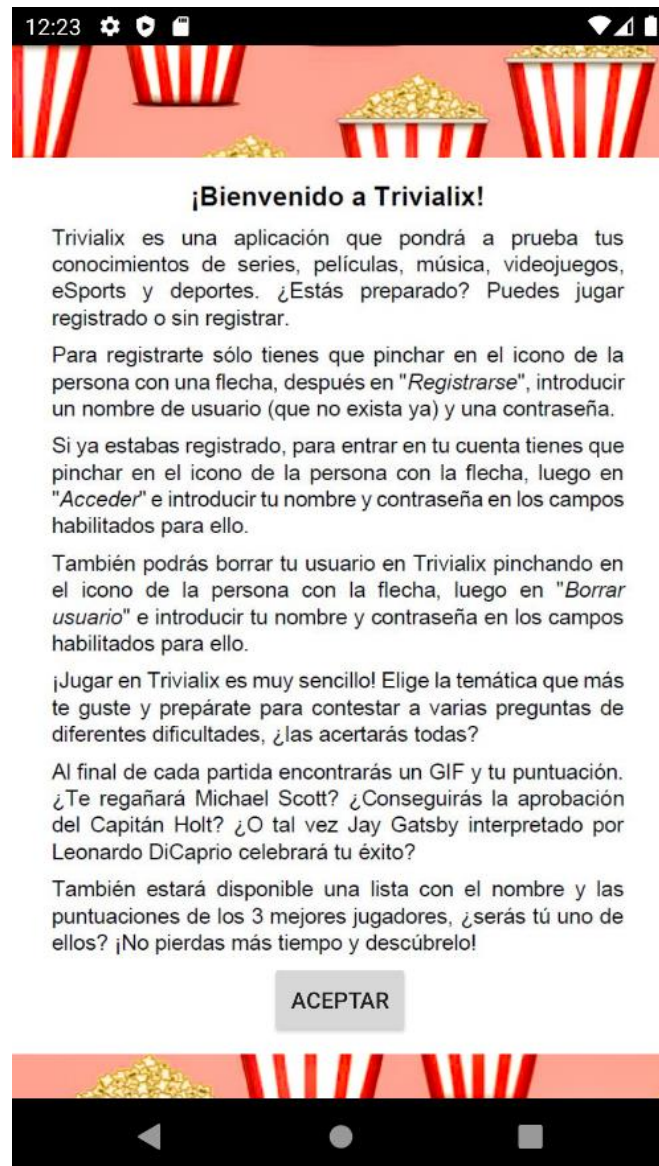 12:23
¡Bienvenido a Trivialix!
Trivialix es una aplicación que pondrá a prueba tus
conocimientos de series, películas, música, videojuegos,
eSports y deportes. ¿Estás preparado? Puedes jugar
registrado o sin registrar.
Para registrarte sólo tienes que pinchar en el icono de la
persona con una flecha, después en "Registrarse", introducir
un nombre de usuario (que no exista ya) y una contraseña.
Si ya estabas registrado, para entrar en tu cuenta tienes que
pinchar en el icono de la persona con la flecha, luego en
"Acceder" e introducir tu nombre y contraseña en los campos
habilitados para ello.
También podrás borrar tu usuario en Trivialix pinchando en
el icono de la persona con la flecha, luego en "Borrar
usuario" e introducir tu nombre y contraseña en los campos
habilitados para ello.
¡Jugar en Trivialix es muy sencillo! Elige la temática que más
te guste y prepárate para contestar a varias preguntas de
diferentes dificultades, ¿las acertarás todas?
Al final de cada partida encontrarás un GIF y tu puntuación.
¿Te regañará Michael Scott? ¿Conseguirás la aprobación
del Capitán Holt? ¿O tal vez Jay Gatsby interpretado por
Leonardo DiCaprio celebrará tu éxito?
También estará disponible una lista con el nombre y las
puntuaciones de los 3 mejores jugadores, ¿serás tú uno de
ellos? ¡No pierdas más tiempo y descúbrelo!
ACEPTAR